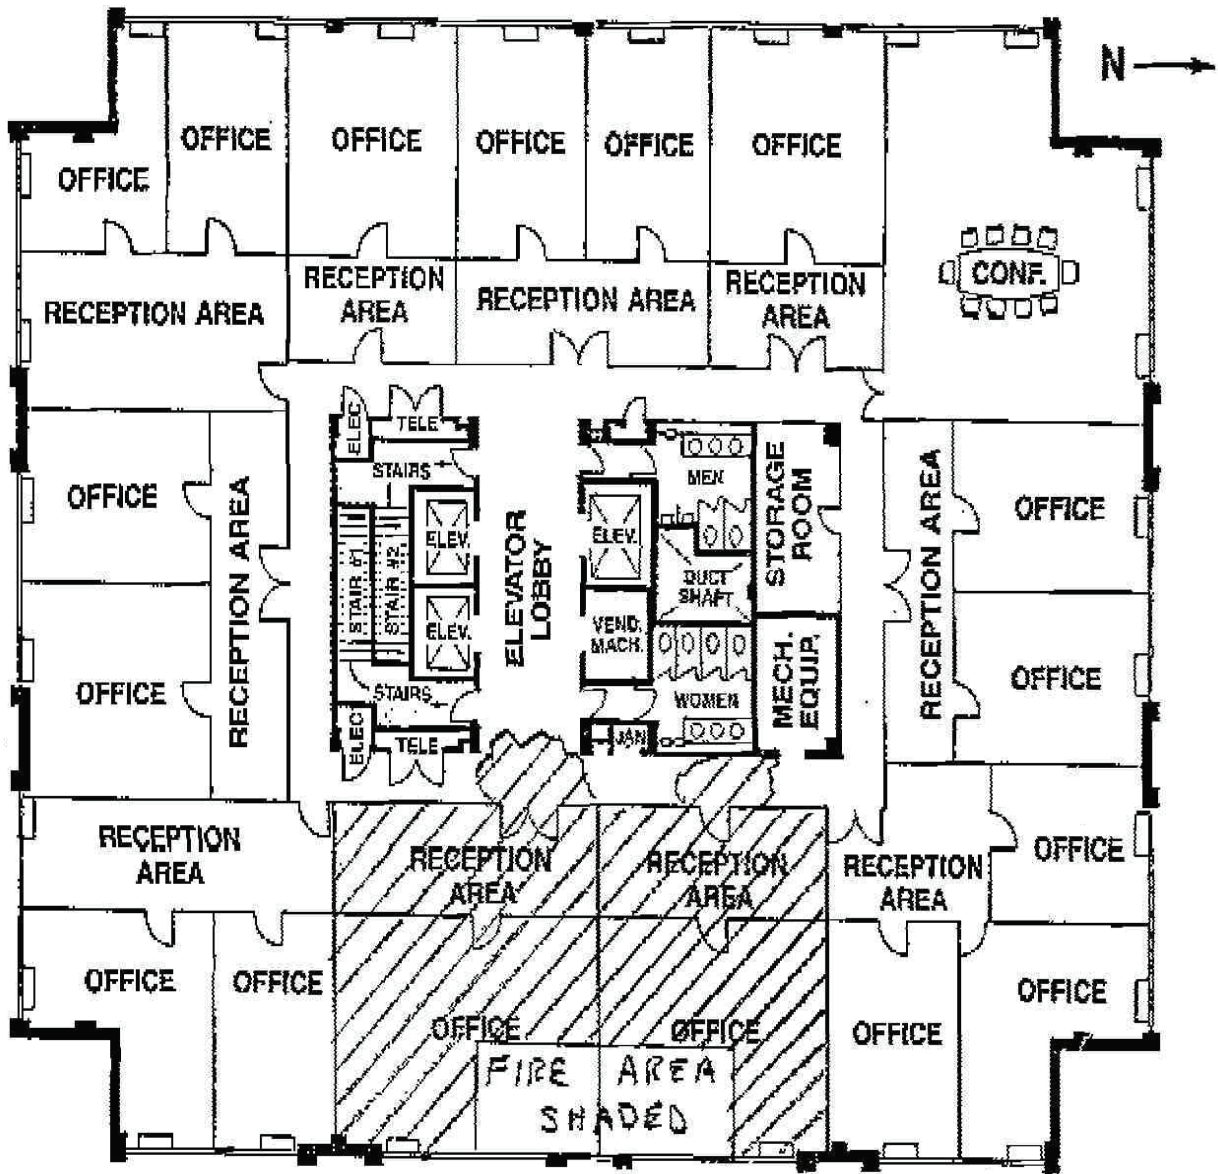 N
OFFICE
OFFICE
OFFICE
OFFICE
OFFICE
OFFICE
CONF.
RECEPTION AREA
RECEPTION
AREA
RECEPTION AREA
RECEPTION
AREA
ELEC
TELE
STAIRS
MEN
STORAGE
ROOM
OFFICE
RECEPTION AREA
ELEV.
ELEV.
ELEVATOR
LOBBY
RECEPTION AREA
OFFICE
STAIR #1
STAIR #2
DUCT
SHAFT
ELEV.
VEND.
MACH.
OFFICE
STAIRS
WOMEN
MECH.
EQUIP.
OFFICE
ELEC
TELE
JAN
RECEPTION
AREA
RECEPTION
AREA
RECEPTION
AREA
RECEPTION
AREA
OFFICE
OFFICE
OFFICE
OFFICE
OFFICE
OFFICE
OFFICE
FIRE AREA
SHADED